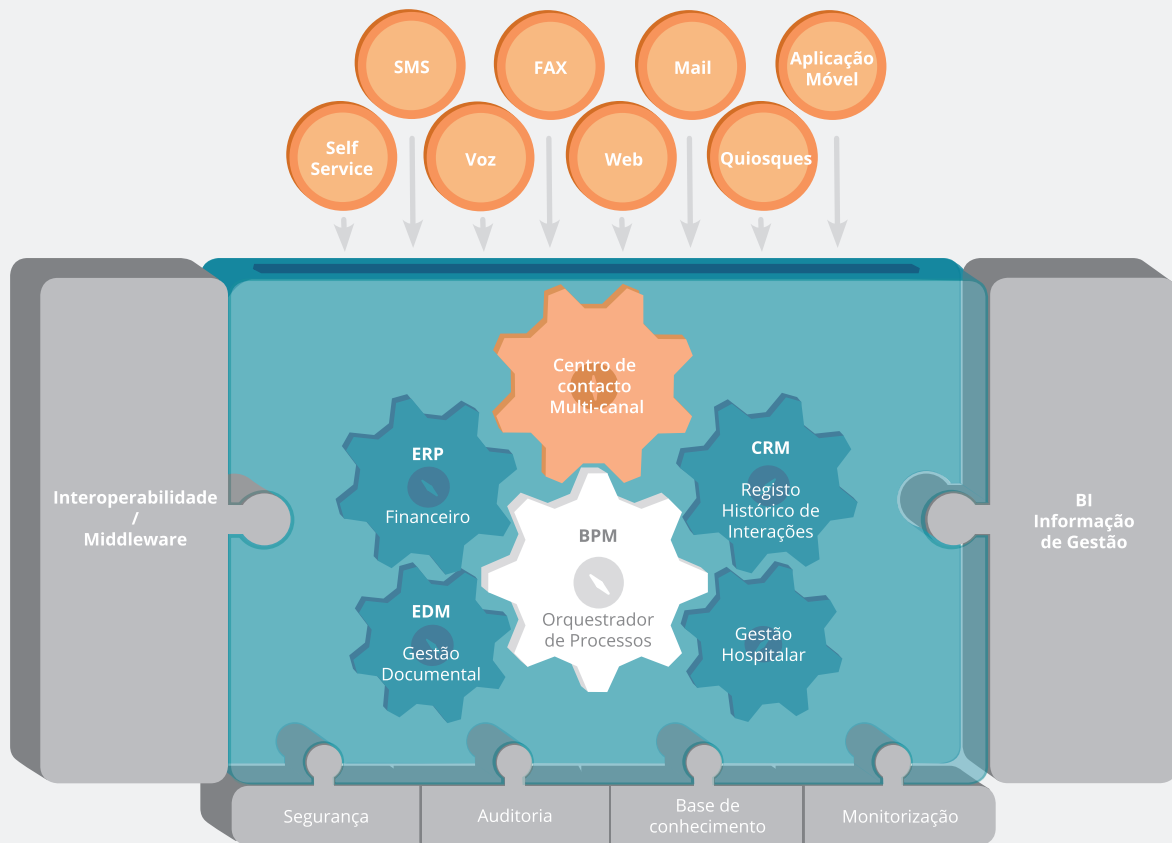 SMS
FAX
Mail
Aplicação
Móvel
Self
Service
Voz
Web
Quiosques
Centro de
contacto
Multi-canal
ERP
Financeiro
CRM
Registo
Histórico de
Interações
Interoperabilidade
/
Middleware
BPM
Orquestrador
de Processos
BI
Informação
de Gestão
EDM
Gestão
Documental
Gestão
Hospitalar
Segurança
Auditoria
Base de
conhecimento
Monitorização